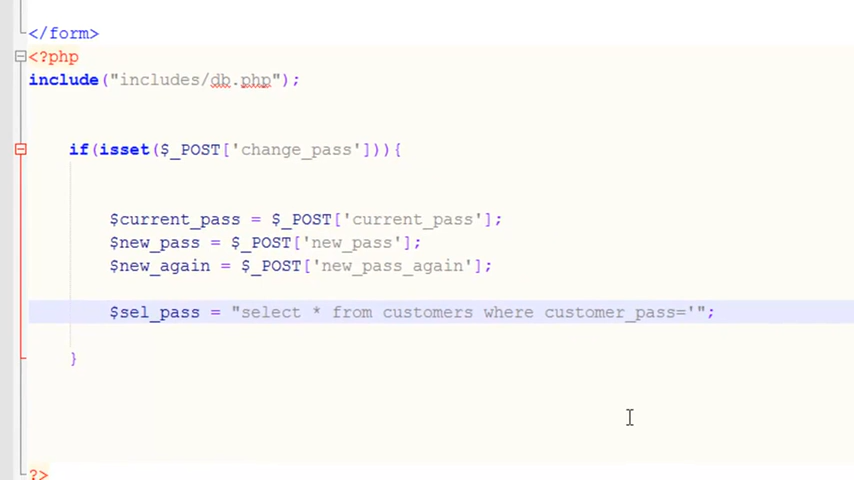 </form>
<?php
include("includes/db.php");
if(isset($_POST['change_pass'])){
$current_pass = $_POST['current_pass'];
$new_pass = $_POST['new_pass'];
$new_again = $_POST['new_pass_again'];
$sel_pass = "select * from customers where customer_pass='";
}
?>